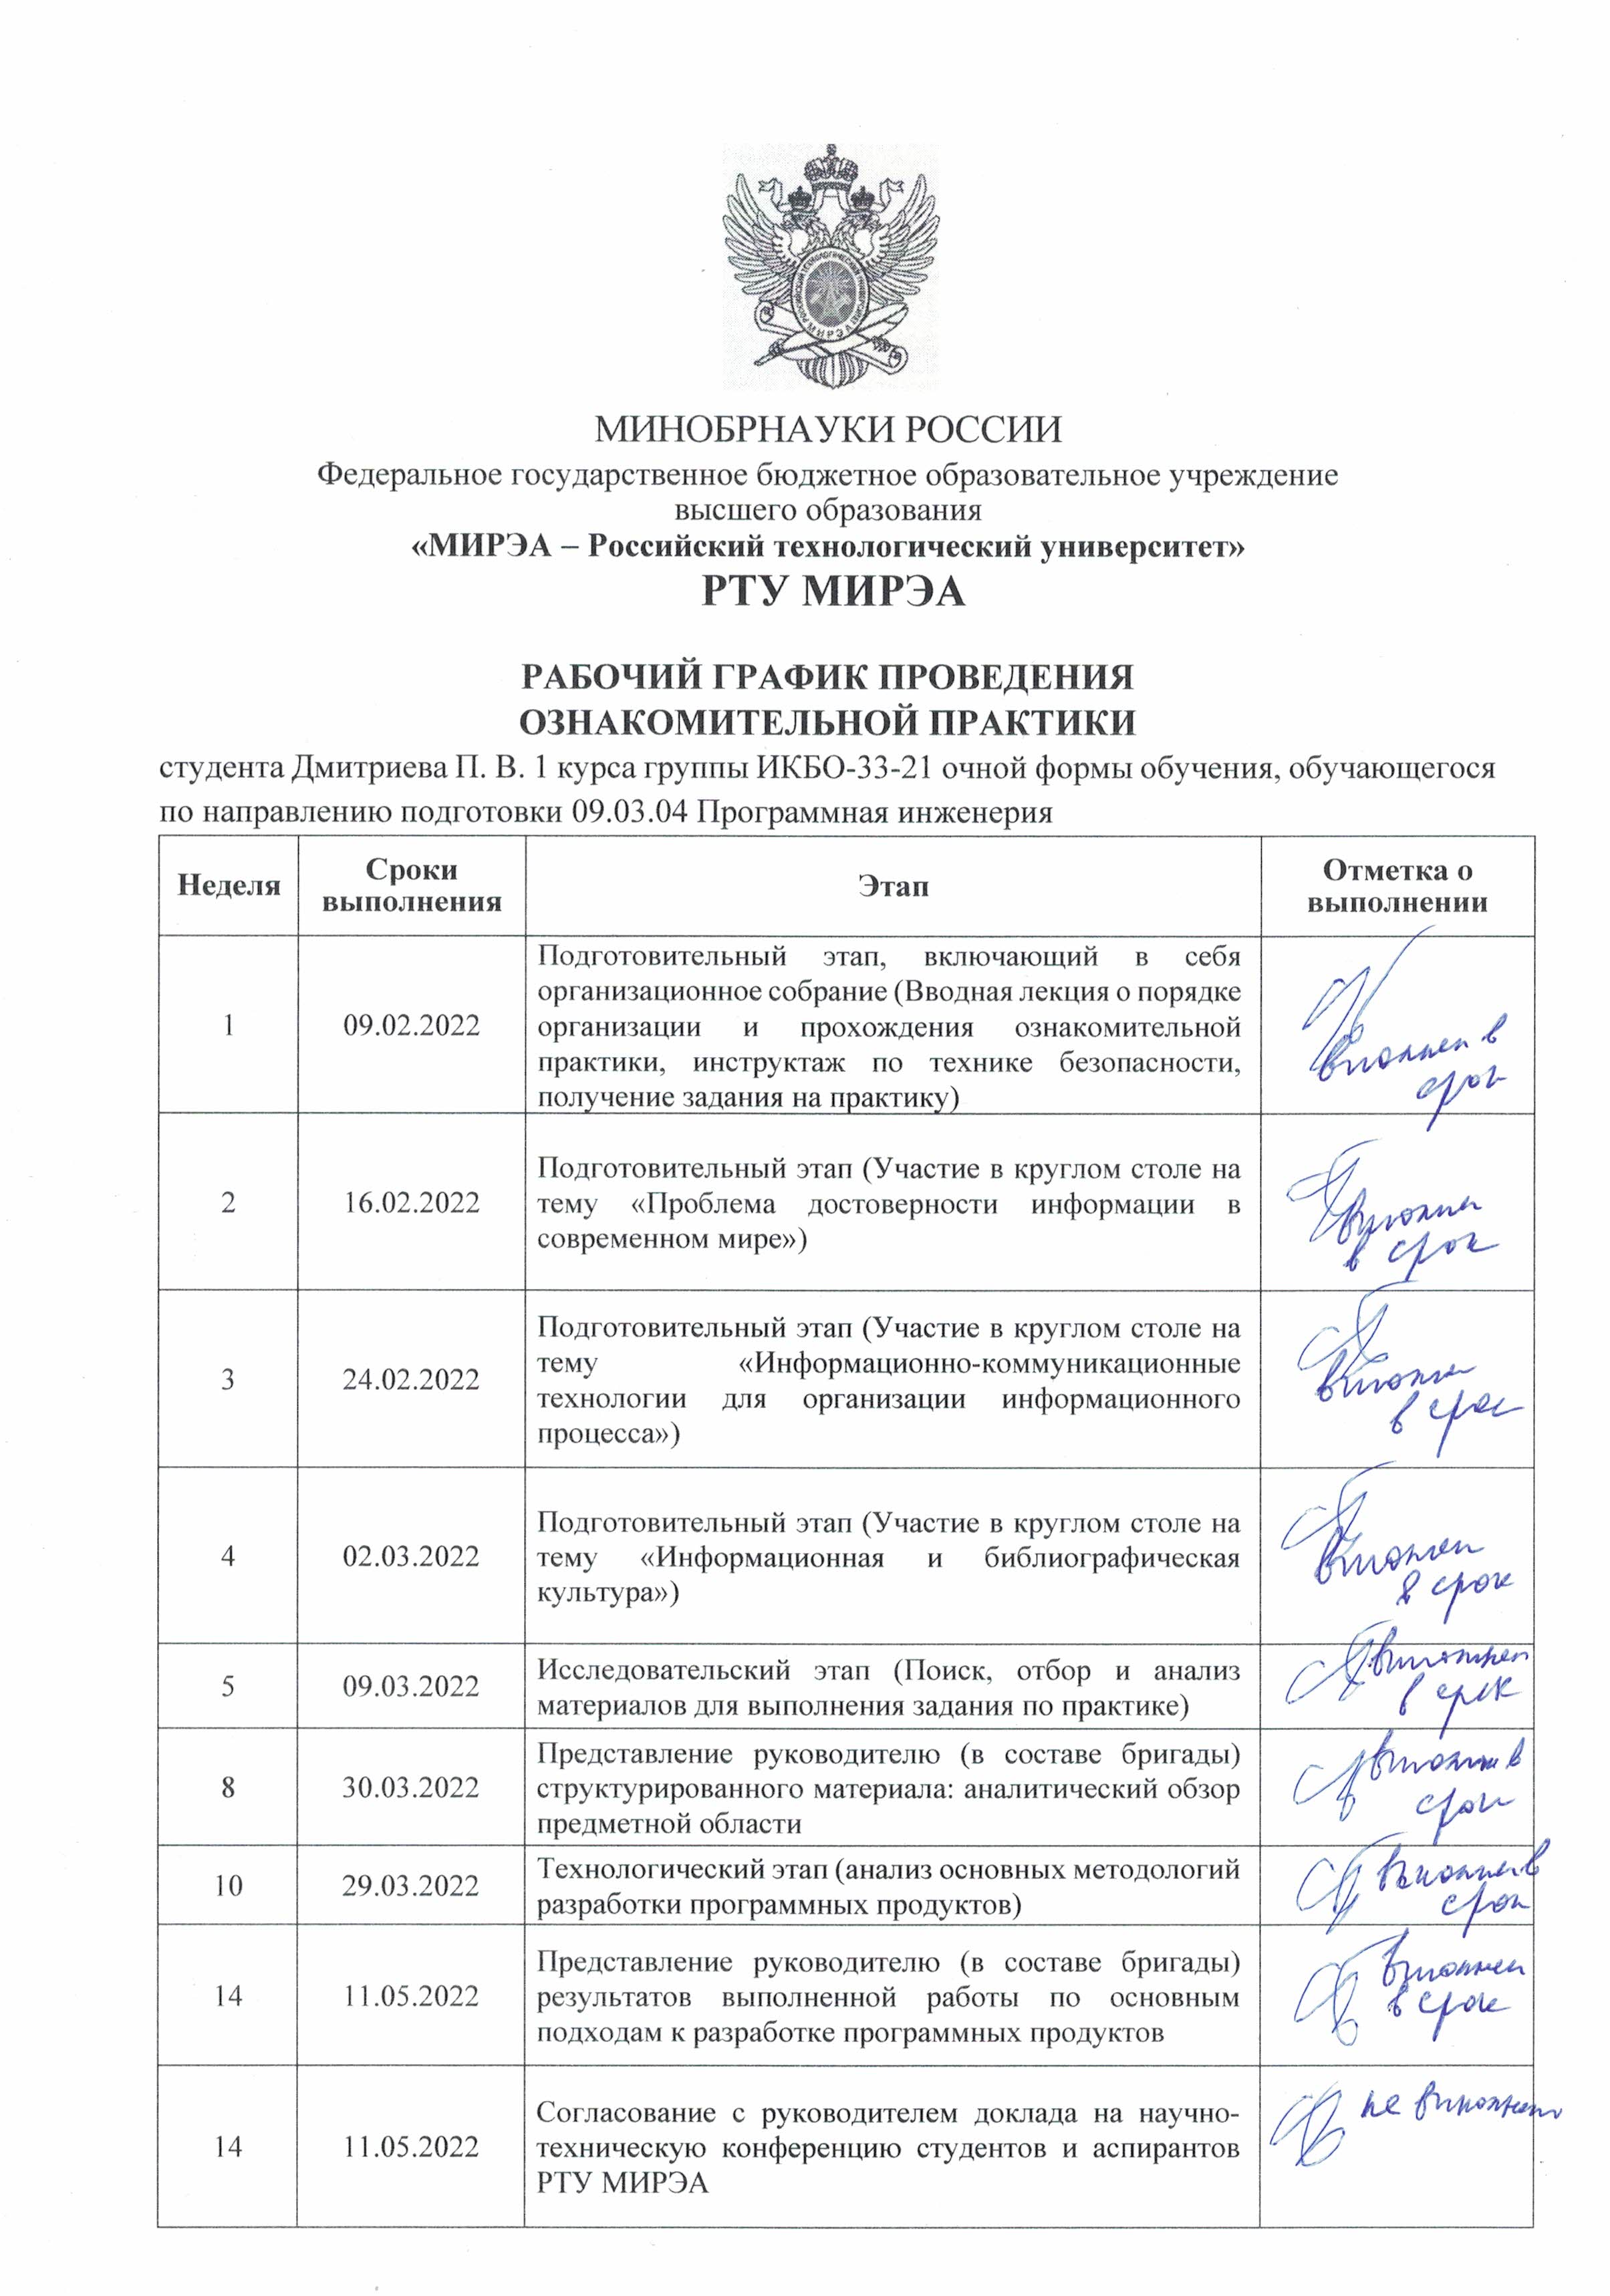 МИНОБРНАУКИ РОССИИ
Федеральное государственное бюджетное образовательное учреждение
высшего образования
«МИРЭА – Российский технологический университет»
РТУ МИРЭА
РАБОЧИЙ ГРАФИК ПРОВЕДЕНИЯ
ОЗНАКОМИТЕЛЬНОЙ ПРАКТИКИ
студента Дмитриева П. В. 1 курса группы ИКБО-33-21 очной формы обучения, обучающегося
по направлению подготовки 09.03.04 Программная инженерия
Неделя
Сроки
выполнения
Этап
Отметка о
выполнении
1
09.02.2022
Подготовительный этап, включающий в себя
организационное собрание (Вводная лекция о порядке
организации и прохождения ознакомительной
практики, инструктаж по технике безопасности,
получение задания на практику)
выполнен в
срок
2
16.02.2022
Подготовительный этап (Участие в круглом столе на
тему «Проблема достоверности информации в
современном мире»)
выполнен
в срок
3
24.02.2022
Подготовительный этап (Участие в круглом столе на
тему «Информационно-коммуникационные
технологии для организации информационного
процесса»)
выполнен
в срок
4
02.03.2022
Подготовительный этап (Участие в круглом столе на
тему «Информационная и библиографическая
культура»)
выполнен
в срок
5
09.03.2022
Исследовательский этап (Поиск, отбор и анализ
материалов для выполнения задания по практике)
выполнен
в срок
8
30.03.2022
Представление руководителю (в составе бригады)
структурированного материала: аналитический обзор
предметной области
выполнен в
срок
10
29.03.2022
Технологический этап (анализ основных методологий
разработки программных продуктов)
выполнен в
срок
14
11.05.2022
Представление руководителю (в составе бригады)
результатов выполненной работы по основным
подходам к разработке программных продуктов
выполнен
в срок
14
11.05.2022
Согласование с руководителем доклада на научно-
техническую конференцию студентов и аспирантов
РТУ МИРЭА
не выполнено